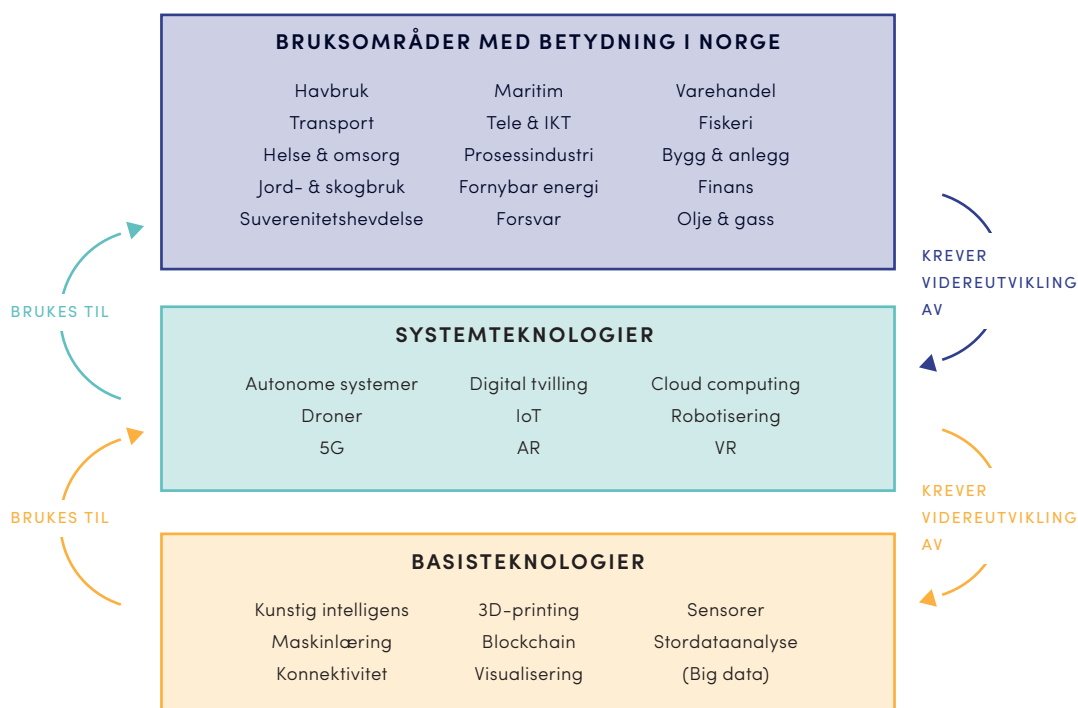 BRUKSOMRÅDER MED BETYDNING I NORGE
Havbruk Maritim Varehandel
Transport Tele & IKT Fiskeri
Helse & omsorg Prosessindustri Bygg & anlegg
Jord- & skogbruk Fornybar energi Finans
Suverenitetshevdelse Forsvar Olje & gass
KREVER
VIDEREUTVIKLING
AV
BRUKES TIL
SYSTEMTEKNOLOGIER
Autonome systemer Digital tvilling Cloud computing
Droner IoT Robotisering
5G AR VR
KREVER
VIDEREUTVIKLING
AV
BRUKES TIL
BASISTEKNOLOGIER
Kunstig intelligens 3D-printing Sensorer
Maskinlæring Blockchain Stordataanalyse
Konnektivitet Visualisering (Big data)